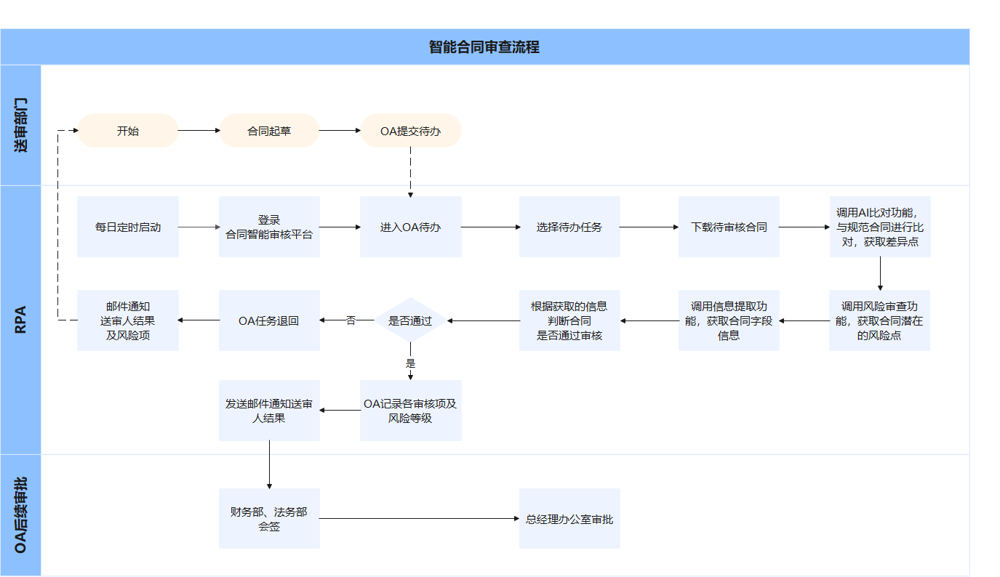 智能合同审查流程
送审部门
开始
合同起草
OA提交待办
RPA
每日定时启动
登录
合同智能审核平台
进入OA待办
选择待办任务
下载待审核合同
调用AI比对功能，
与规范合同进行比
对，获取差异点
邮件通知
送审人结果
及风险项
OA任务退回
否
是否通过
根据获取的信息
判断合同
是否通过审核
调用信息提取功
能，获取合同字段
信息
调用风险审查功
能，获取合同潜在
的风险点
是
发送邮件通知送审
人结果
OA记录各审核项及
风险等级
OA后续审批
财务部、法务部
会签
总经理办公室审批